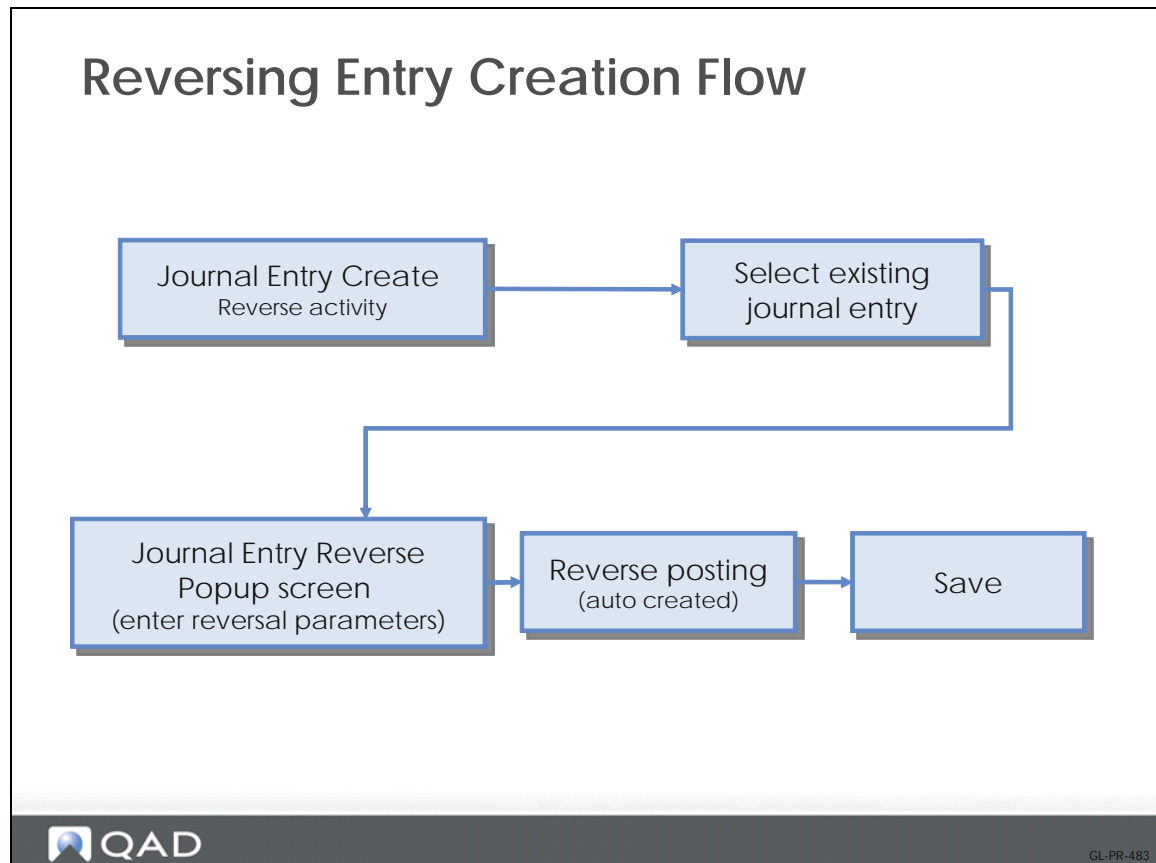 Reversing Entry Creation Flow
Journal Entry Create
Reverse activity
Select existing
journal entry
Journal Entry Reverse
Popup screen
(enter reversal parameters)
Reverse posting
(auto created)
Save
QAD
GL-PR-483